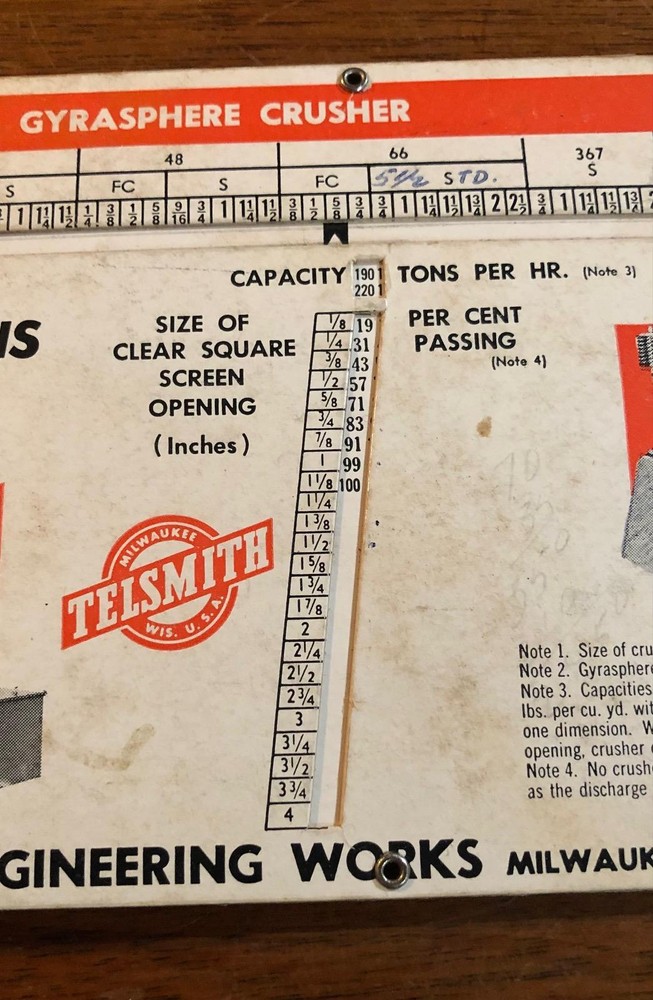 GYRASPHERE CRUSHER
48 66 367
S FC S FC 5 1/2 STD. S
1 1 1/4 1 1/2 1/4 3/8 1/2 5/8 9/16 3/4 1 1 1/4 1 1/2 3/8 1/2 5/8 3/4 3/4 1 1 1/4 1 1/2 1 3/4 2 2 1/2 3/4 1 1 1/4 1 1/2
CAPACITY 190 TONS PER HR. (Note 3)
220
NS
SIZE OF
CLEAR SQUARE
SCREEN
OPENING
(Inches)
PER CENT
PASSING
(Note 4)
1/8 19
1/4 31
3/8 43
1/2 57
5/8 71
3/4 83
7/8 91
1 99
1 1/8 100
1 1/4
1 3/8
1 1/2
1 5/8
1 3/4
1 7/8
2
2 1/4
2 1/2
2 3/4
3
3 1/4
3 1/2
3 3/4
4
MILWAUKEE
TELSMITH
WIS. U.S.A.
Note 1. Size of cru
Note 2. Gyrasphere
Note 3. Capacities
lbs. per cu. yd. wit
one dimension. W
opening, crusher
Note 4. No crush
as the discharge
GINEERING WORKS MILWAUK